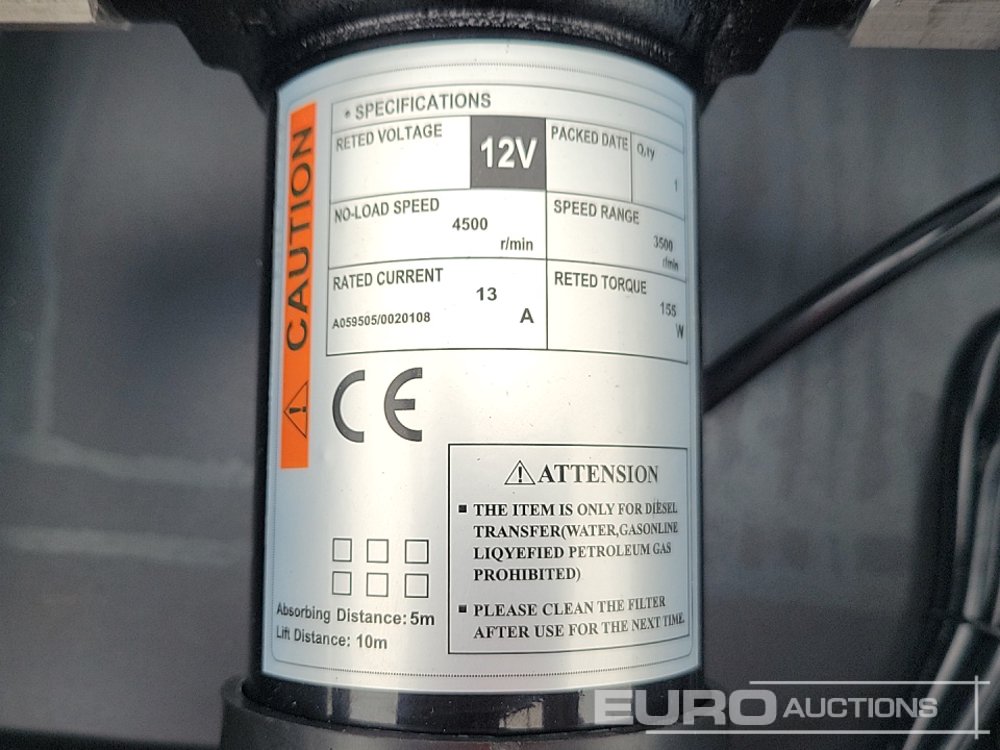 CAUTION
• SPECIFICATIONS
RETED VOLTAGE
12V
PACKED DATE
Q,ty
1
NO-LOAD SPEED
4500
r/min
SPEED RANGE
3500
r/min
RATED CURRENT
13
A059505/0020108
A
RETED TORQUE
155
W
CE
ATTENSION
▪ THE ITEM IS ONLY FOR DIESEL
TRANSFER(WATER,GASONLINE
LIQYEFIED PETROLEUM GAS
PROHIBITED)
▪ PLEASE CLEAN THE FILTER
AFTER USE FOR THE NEXT TIME.
Absorbing Distance: 5m
Lift Distance: 10m
EURO AUCTIONS